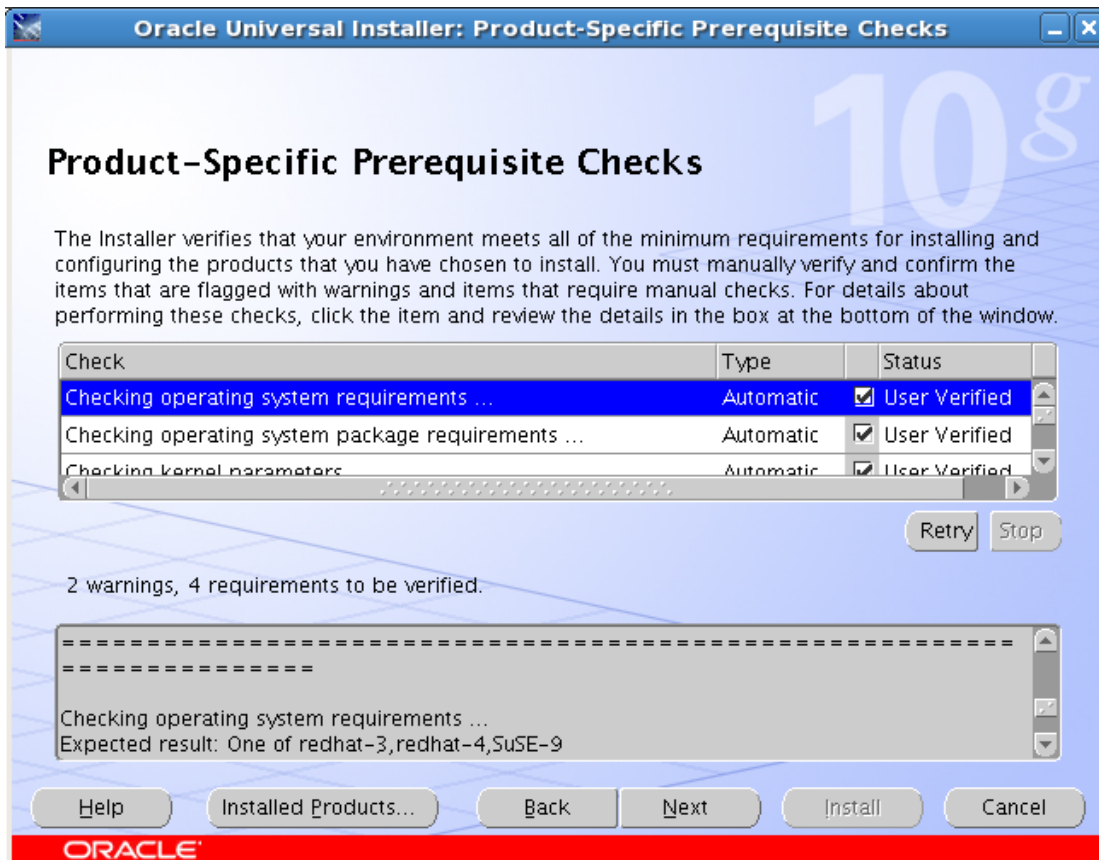 Oracle Universal Installer: Product-Specific Prerequisite Checks
10g
Product-Specific Prerequisite Checks
The Installer verifies that your environment meets all of the minimum requirements for installing and
configuring the products that you have chosen to install. You must manually verify and confirm the
items that are flagged with warnings and items that require manual checks. For details about
performing these checks, click the item and review the details in the box at the bottom of the window.
Check Type Status
Checking operating system requirements ... Automatic User Verified
Checking operating system package requirements ... Automatic User Verified
Checking kernel parameters Automatic User Verified
Retry Stop
2 warnings, 4 requirements to be verified.
========================================================
===============
Checking operating system requirements ...
Expected result: One of redhat-3,redhat-4,SuSE-9
Help Installed Products... Back Next Install Cancel
ORACLE